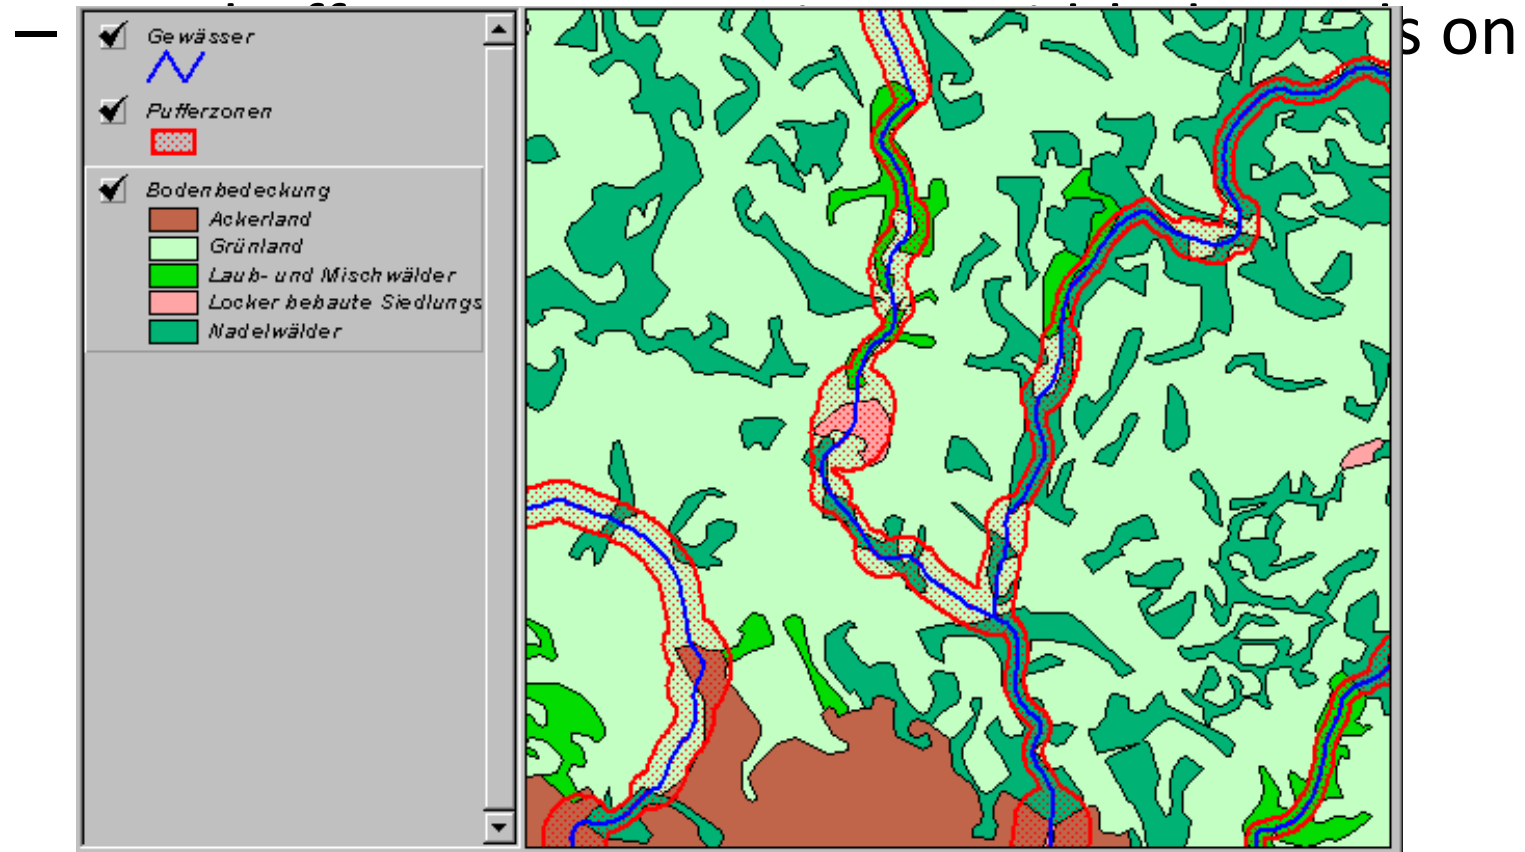 – s on
Gewässer
Pufferzonen
Bodenbedeckung
Ackerland
Grünland
Laub- und Mischwälder
Locker bebaute Siedlungs
Nadelwälder